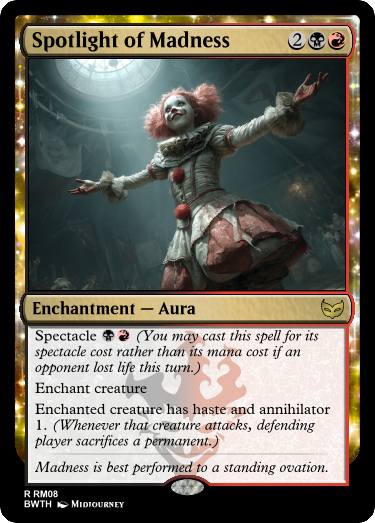 Spotlight of Madness 2
Enchantment — Aura
Spectacle (You may cast this spell for its
spectacle cost rather than its mana cost if an
opponent lost life this turn.)
Enchant creature
Enchanted creature has haste and annihilator
1. (Whenever that creature attacks, defending
player sacrifices a permanent.)
Madness is best performed to a standing ovation.
R RM08
BWTH Midjourney